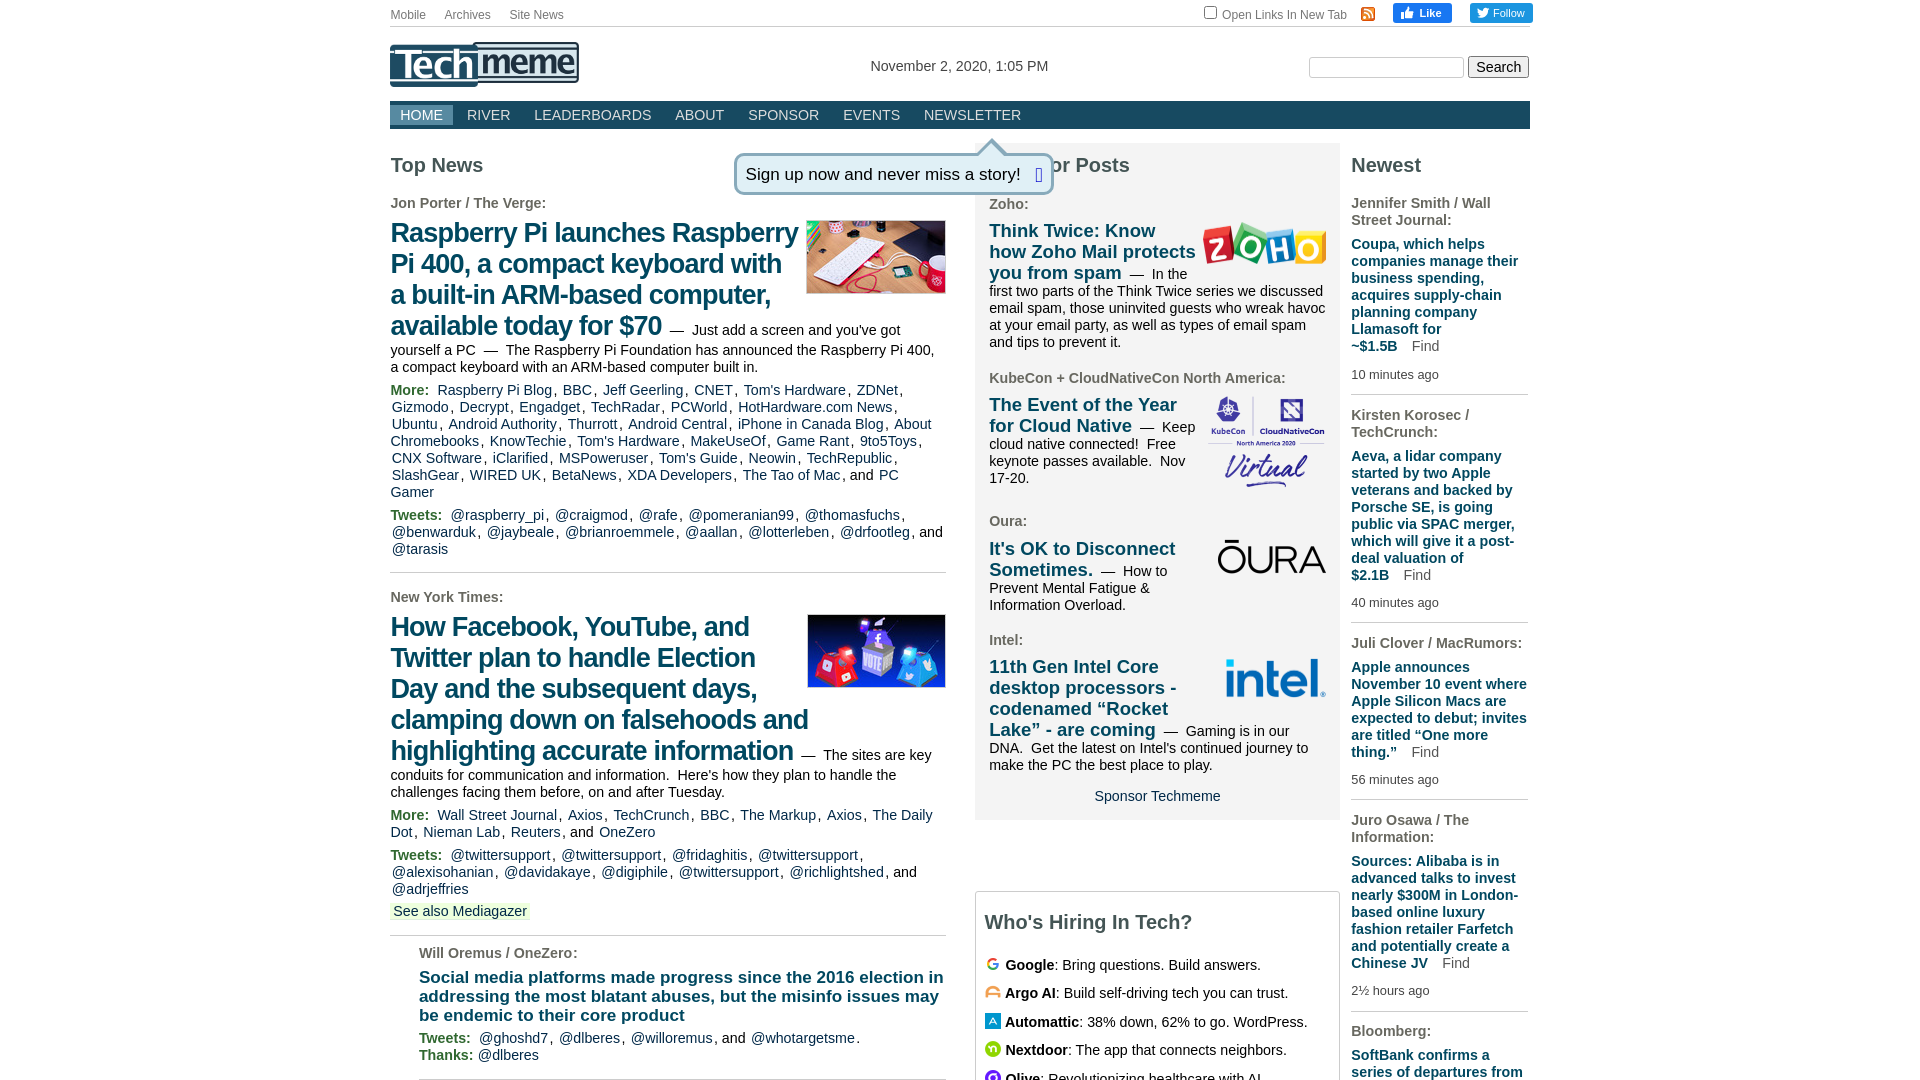 Mobile Archives Site News
Open Links In New Tab Like Follow
Techmeme
November 2, 2020, 1:05 PM
Search
HOME RIVER LEADERBOARDS ABOUT SPONSOR EVENTS NEWSLETTER
Sign up now and never miss a story!
Top News
Jon Porter / The Verge:
Raspberry Pi launches Raspberry
Pi 400, a compact keyboard with
a built-in ARM-based computer,
available today for $70 — Just add a screen and you've got
yourself a PC — The Raspberry Pi Foundation has announced the Raspberry Pi 400,
a compact keyboard with an ARM-based computer built in.
More: Raspberry Pi Blog, BBC, Jeff Geerling, CNET, Tom's Hardware, ZDNet,
Gizmodo, Decrypt, Engadget, TechRadar, PCWorld, HotHardware.com News,
Ubuntu, Android Authority, Thurrott, Android Central, iPhone in Canada Blog, About
Chromebooks, KnowTechie, Tom's Hardware, MakeUseOf, Game Rant, 9to5Toys,
CNX Software, iClarified, MSPoweruser, Tom's Guide, Neowin, TechRepublic,
SlashGear, WIRED UK, BetaNews, XDA Developers, The Tao of Mac, and PC
Gamer
Tweets: @raspberry_pi, @craigmod, @rafe, @pomeranian99, @thomasfuchs,
@benwarduk, @jaybeale, @brianroemmele, @aallan, @lotterleben, @drfootleg, and
@tarasis
New York Times:
How Facebook, YouTube, and
Twitter plan to handle Election
Day and the subsequent days,
clamping down on falsehoods and
highlighting accurate information — The sites are key
conduits for communication and information. Here's how they plan to handle the
challenges facing them before, on and after Tuesday.
VOTE
More: Wall Street Journal, Axios, TechCrunch, BBC, The Markup, Axios, The Daily
Dot, Nieman Lab, Reuters, and OneZero
Tweets: @twittersupport, @twittersupport, @fridaghitis, @twittersupport,
@alexisohanian, @davidakaye, @digiphile, @twittersupport, @richlightshed, and
@adrjeffries
See also Mediagazer
Will Oremus / OneZero:
Social media platforms made progress since the 2016 election in
addressing the most blatant abuses, but the misinfo issues may
be endemic to their core product
Tweets: @ghoshd7, @dlberes, @willoremus, and @whotargetsme.
Thanks: @dlberes
or Posts
Zoho:
Think Twice: Know
how Zoho Mail protects
you from spam — In the
first two parts of the Think Twice series we discussed
email spam, those uninvited guests who wreak havoc
at your email party, as well as types of email spam
and tips to prevent it.
ZOHO
KubeCon + CloudNativeCon North America:
The Event of the Year
for Cloud Native — Keep
cloud native connected! Free
keynote passes available. Nov
17-20.
KubeCon CloudNativeCon
North America 2020
Virtual
Oura:
It's OK to Disconnect
Sometimes. — How to
Prevent Mental Fatigue &
Information Overload.
ŌURA
Intel:
11th Gen Intel Core
desktop processors -
codenamed “Rocket
Lake” - are coming — Gaming is in our
DNA. Get the latest on Intel's continued journey to
make the PC the best place to play.
intel®
Sponsor Techmeme
Who's Hiring In Tech?
Google: Bring questions. Build answers.
Argo AI: Build self-driving tech you can trust.
Automattic: 38% down, 62% to go. WordPress.
Nextdoor: The app that connects neighbors.
Olive: Revolutionizing healthcare with AI.
Newest
Jennifer Smith / Wall
Street Journal:
Coupa, which helps
companies manage their
business spending,
acquires supply-chain
planning company
Llamasoft for
~$1.5B Find
10 minutes ago
Kirsten Korosec /
TechCrunch:
Aeva, a lidar company
started by two Apple
veterans and backed by
Porsche SE, is going
public via SPAC merger,
which will give it a post-
deal valuation of
$2.1B Find
40 minutes ago
Juli Clover / MacRumors:
Apple announces
November 10 event where
Apple Silicon Macs are
expected to debut; invites
are titled “One more
thing.” Find
56 minutes ago
Juro Osawa / The
Information:
Sources: Alibaba is in
advanced talks to invest
nearly $300M in London-
based online luxury
fashion retailer Farfetch
and potentially create a
Chinese JV Find
2½ hours ago
Bloomberg:
SoftBank confirms a
series of departures from